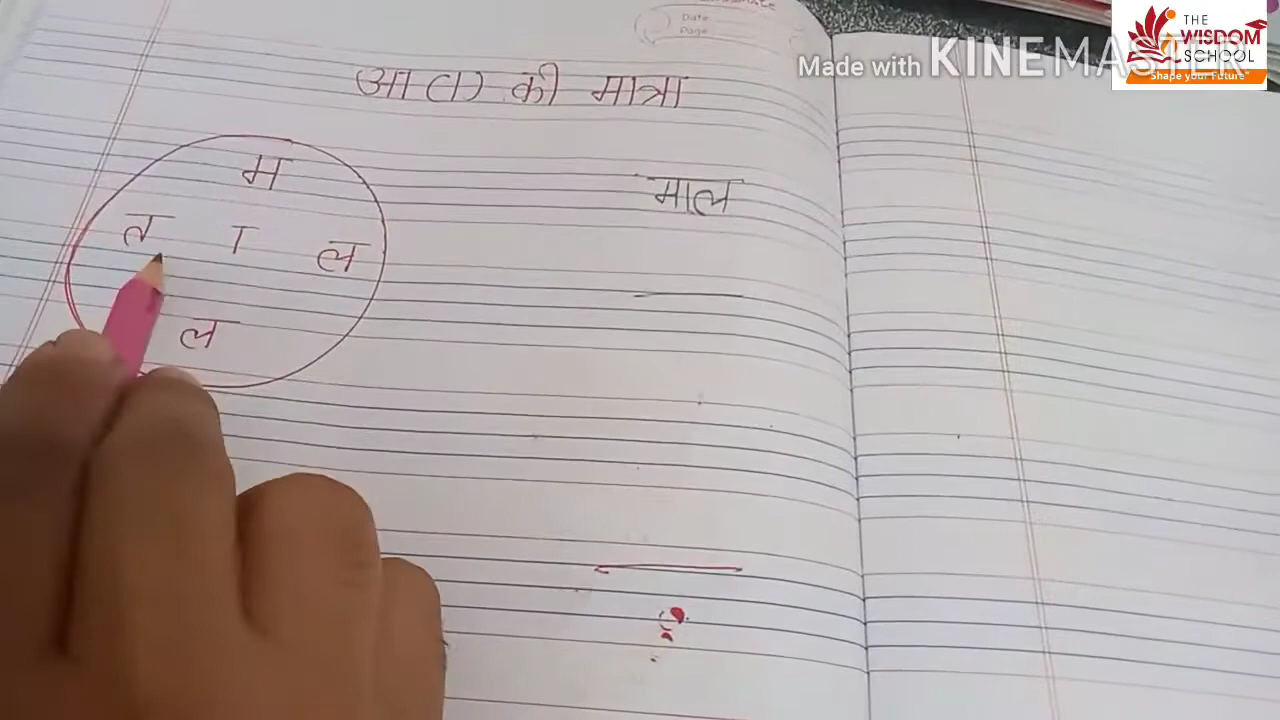 Date
Page
THE
WISDOM
SCHOOL
"Shape your Future"
Made with KINEMASTER
आ (ा) की मात्रा
म
माल
त ा ल
ल